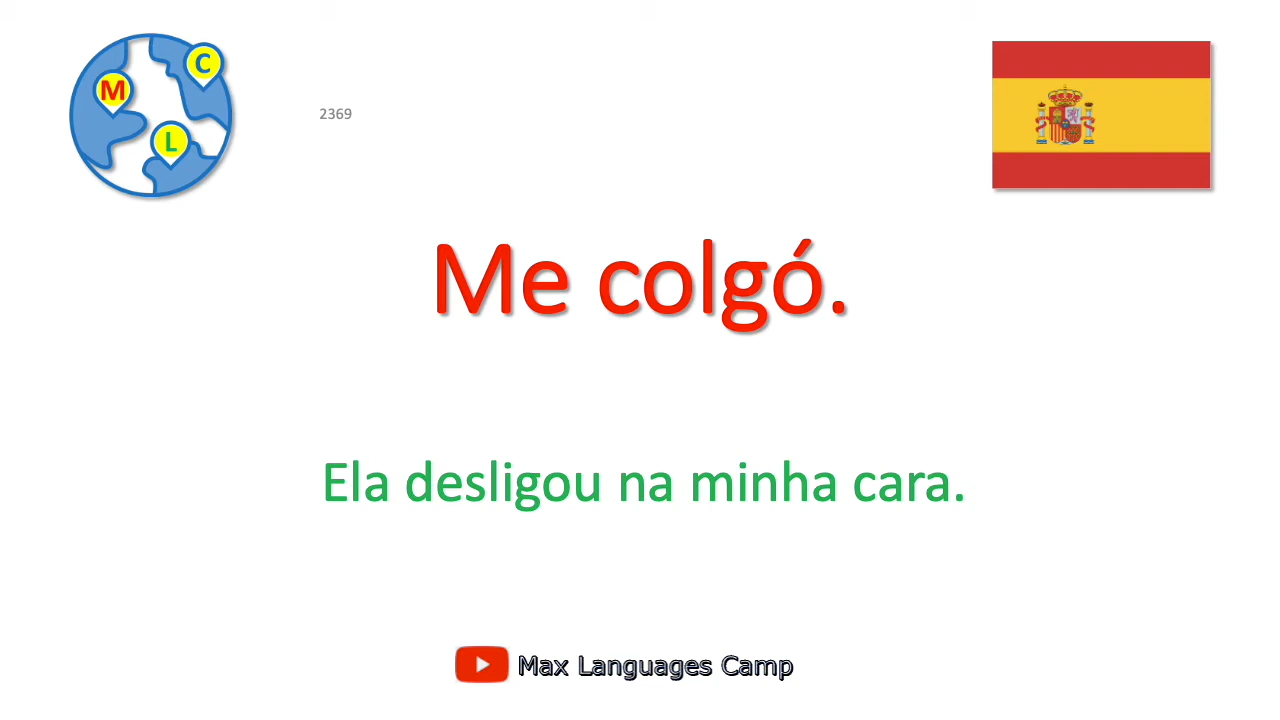 M
C
L
2369
Me colgó.
Ela desligou na minha cara.
Max Languages Camp